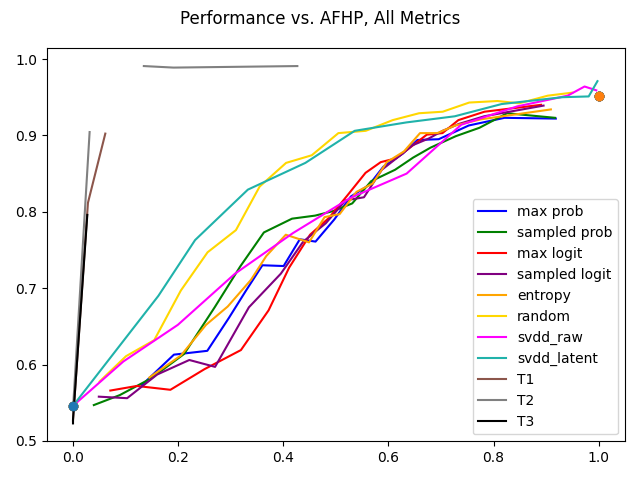 Performance vs. AFHP, All Metrics
1.0
0.9
0.8
0.7
0.6
0.5
0.0 0.2 0.4 0.6 0.8 1.0
max prob
sampled prob
max logit
sampled logit
entropy
random
svdd_raw
svdd_latent
T1
T2
T3